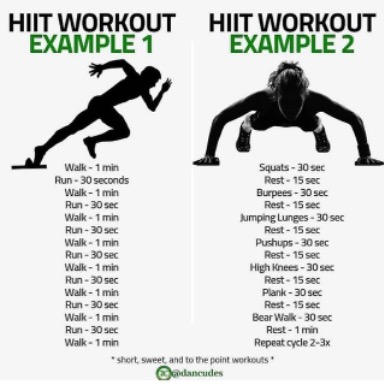 HIIT WORKOUT
EXAMPLE 1
Walk - 1 min
Run - 30 seconds
Walk - 1 min
Run - 30 sec
Walk - 1 min
Run - 30 sec
Walk - 1 min
Run - 30 sec
Walk - 1 min
Run - 30 sec
Walk - 1 min
Run - 30 sec
Walk - 1 min
Run - 30 sec
Walk - 1 min
HIIT WORKOUT
EXAMPLE 2
Squats - 30 sec
Rest - 15 sec
Burpees - 30 sec
Rest - 15 sec
Jumping Lunges - 30 sec
Rest - 15 sec
Pushups - 30 sec
Rest - 15 sec
High Knees - 30 sec
Rest - 15 sec
Plank - 30 sec
Rest - 15 sec
Bear Walk - 30 sec
Rest - 1 min
Repeat cycle 2-3x
* short, sweet, and to the point workouts *
@dancudes